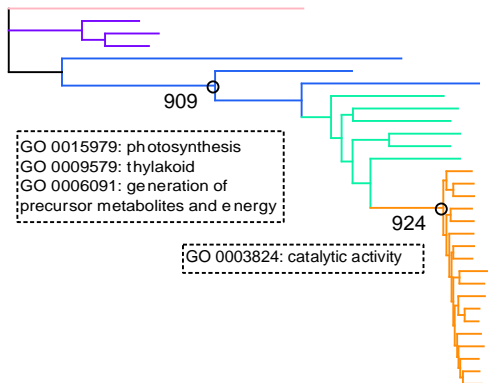 909
GO 0015979: photosynthesis
GO 0009579: thylakoid
GO 0006091: generation of
precursor metabolites and energy
924
GO 0003824: catalytic activity